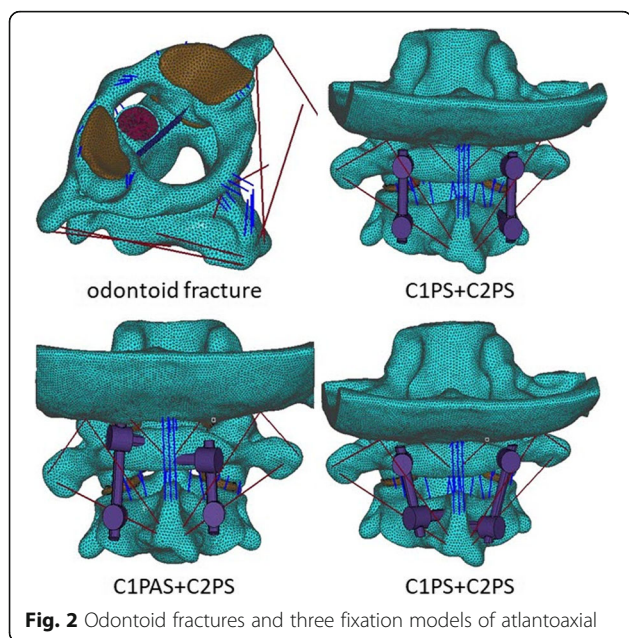 odontoid fracture
C1PS+C2PS
C1PAS+C2PS
C1PS+C2PS
Fig. 2 Odontoid fractures and three fixation models of atlantoaxial